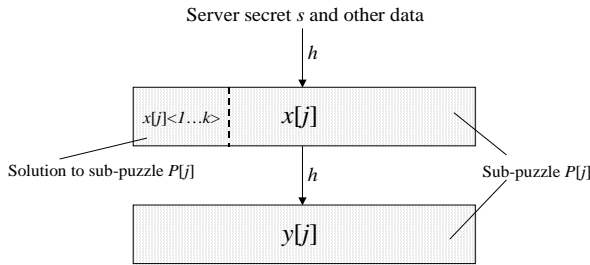 Server secret s and other data
h
x[j]<1…k>
x[j]
Solution to sub-puzzle P[j]
h
Sub-puzzle P[j]
y[j]